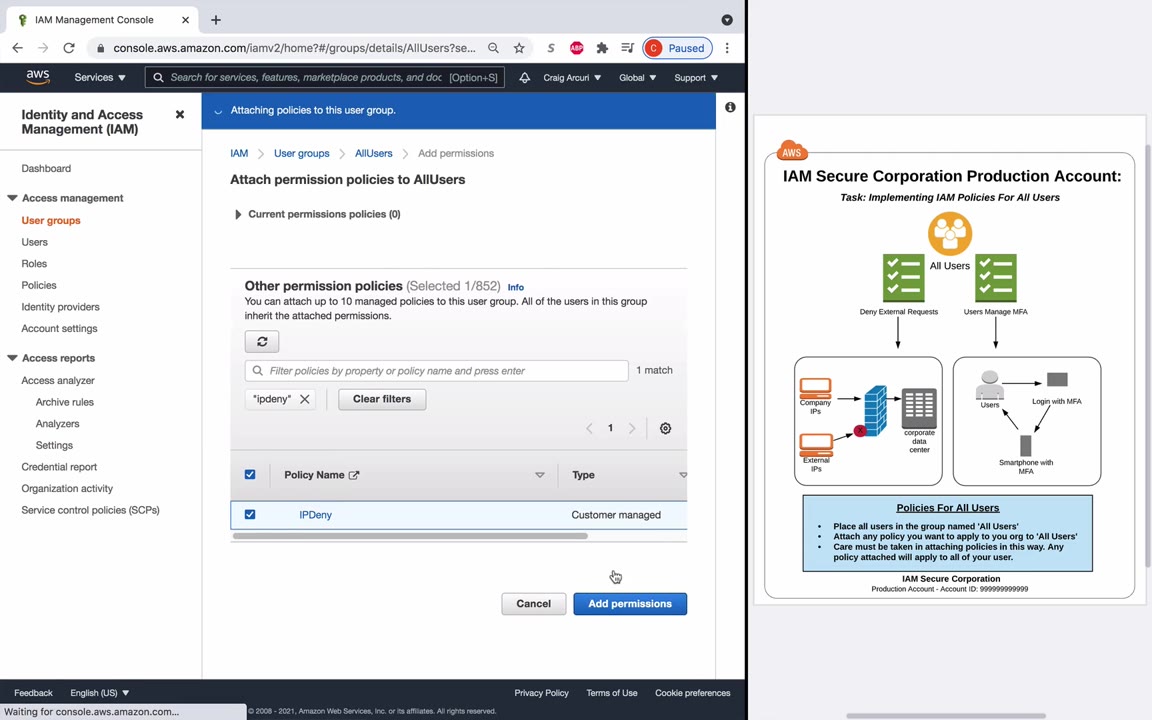 IAM Management Console
console.aws.amazon.com/iamv2/home?#/groups/details/AllUsers?se...
S
ABP
C
Paused
aws
Services
Search for services, features, marketplace products, and doc
[Option+S]
Craig Arcuri
Global
Support
Identity and Access
Management (IAM)
Dashboard
Access management
User groups
Users
Roles
Policies
Identity providers
Account settings
Access reports
Access analyzer
Archive rules
Analyzers
Settings
Credential report
Organization activity
Service control policies (SCPs)
Attaching policies to this user group.
IAM
User groups
AllUsers
Add permissions
Attach permission policies to AllUsers
Current permissions policies (0)
Other permission policies (Selected 1/852) Info
You can attach up to 10 managed policies to this user group. All of the users in this group
inherit the attached permissions.
Filter policies by property or policy name and press enter
1 match
"ipdeny"
Clear filters
1
Policy Name
Type
IPDeny
Customer managed
Cancel
Add permissions
Feedback
English (US)
Privacy Policy
Terms of Use
Cookie preferences
Waiting for console.aws.amazon.com...
© 2008 - 2021, Amazon Web Services, Inc. or its affiliates. All rights reserved.
AWS
IAM Secure Corporation Production Account:
Task: Implementing IAM Policies For All Users
All Users
Deny External Requests
Users Manage MFA
Company
IPs
External
IPs
X
corporate
data
center
Users
Login with MFA
Smartphone with
MFA
Policies For All Users
• Place all users in the group named 'All Users'
• Attach any policy you want to apply to you org to 'All Users'
• Care must be taken in attaching policies in this way. Any
policy attached will apply to all of your user.
IAM Secure Corporation
Production Account - Account ID: 999999999999